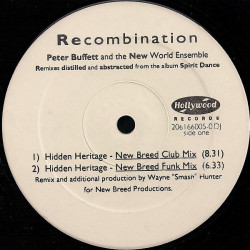 Recombination
Peter Buffett and the New World Ensemble
Remixes distilled and abstracted from the album Spirit Dance
Hollywood
RECORDS
206166005-0 DJ
side one
1) Hidden Heritage - New Breed Club Mix (8.31)
2) Hidden Heritage - New Breed Funk Mix (6.33)
Remix and additional production by Wayne "Smash" Hunter
for New Breed Productions.